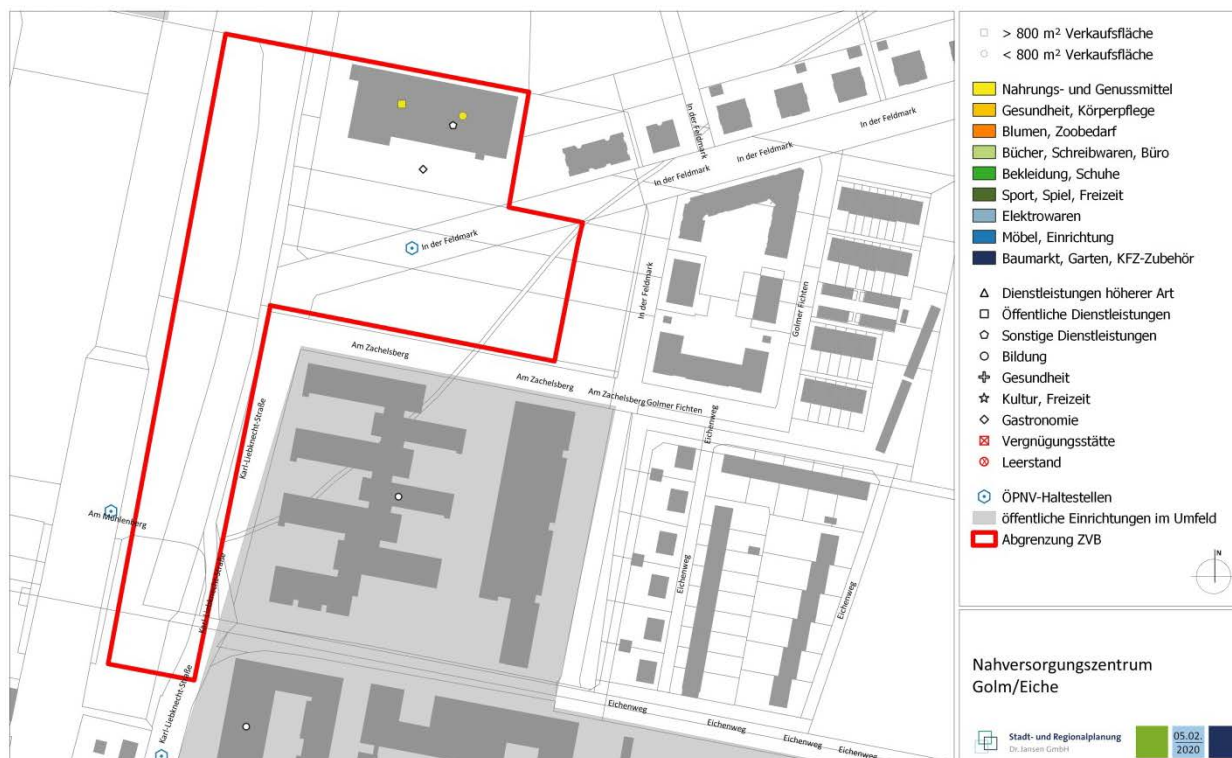 In der Feldmark
In der Feldmark
In der Feldmark
In der Feldmark
In der Feldmark
In der Feldmark
Golmer Fichten
Am Zachelsberg
Am Zachelsberg
Am Zachelsberg
Golmer Fichten
Karl-Liebknecht-Straße
Eichenweg
Am Mühlenberg
Karl-Liebknecht-Straße
Eichenweg
Eichenweg
Karl-Liebknecht-Straße
Eichenweg
Eichenweg
Eichenweg
Eichenweg
> 800 m² Verkaufsfläche
< 800 m² Verkaufsfläche
Nahrungs- und Genussmittel
Gesundheit, Körperpflege
Blumen, Zoobedarf
Bücher, Schreibwaren, Büro
Bekleidung, Schuhe
Sport, Spiel, Freizeit
Elektrowaren
Möbel, Einrichtung
Baumarkt, Garten, KFZ-Zubehör
Dienstleistungen höherer Art
Öffentliche Dienstleistungen
Sonstige Dienstleistungen
Bildung
Gesundheit
Kultur, Freizeit
Gastronomie
Vergnügungsstätte
Leerstand
ÖPNV-Haltestellen
öffentliche Einrichtungen im Umfeld
Abgrenzung ZVB
N
Nahversorgungszentrum
Golm/Eiche
Stadt- und Regionalplanung
Dr. Jansen GmbH
05.02.
2020